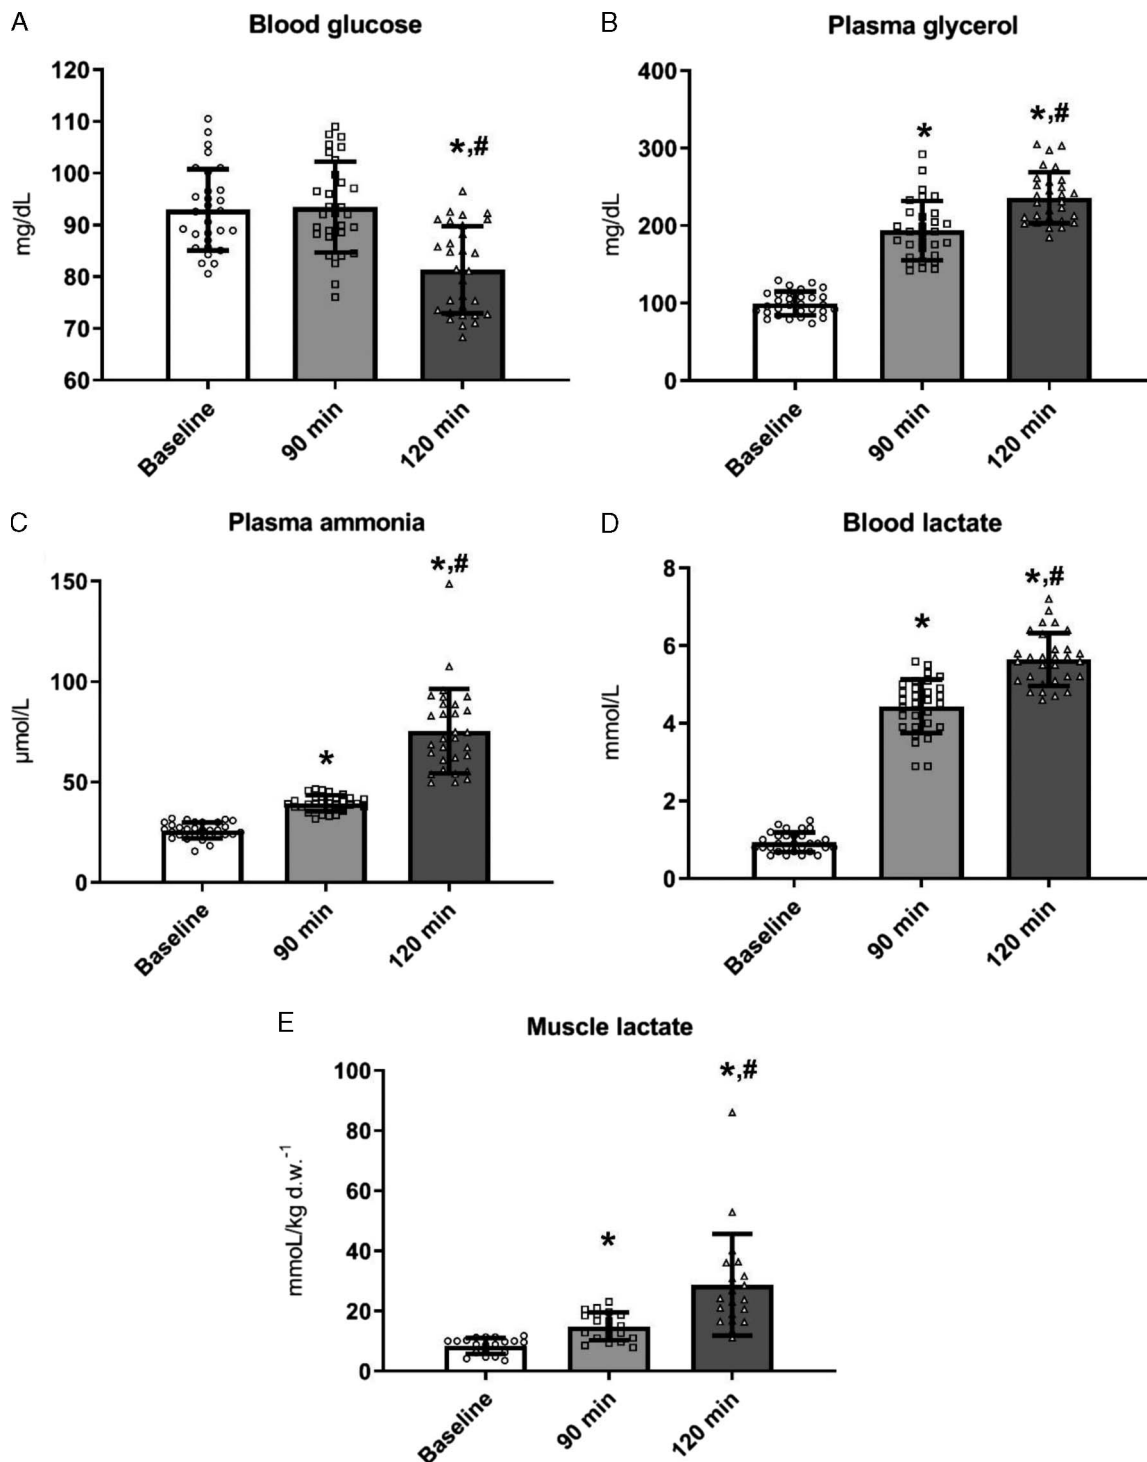 A
Blood glucose
mg/dL
120
110
100
90
80
70
60
*,#
Baseline
90 min
120 min
B
Plasma glycerol
mg/dL
400
300
200
100
0
*
*,#
Baseline
90 min
120 min
C
Plasma ammonia
µmol/L
150
100
50
0
*
*,#
Baseline
90 min
120 min
D
Blood lactate
mmol/L
8
6
4
2
0
*
*,#
Baseline
90 min
120 min
E
Muscle lactate
mmoL/kg d.w.⁻¹
100
80
60
40
20
0
*
*,#
Baseline
90 min
120 min